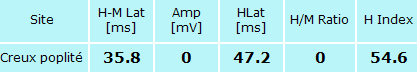 Site H-M Lat [ms] Amp [mV] HLat [ms] H/M Ratio H Index
Creux poplité 35.8 0 47.2 0 54.6